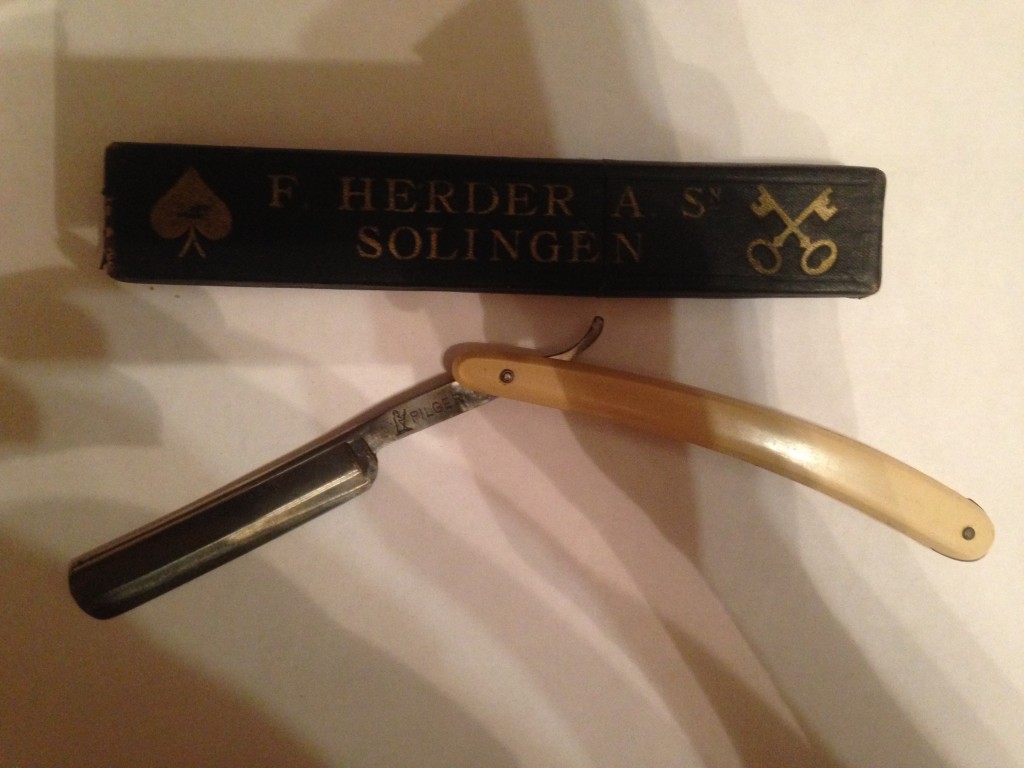 F. HERDER A. SN
SOLINGEN
PILGER